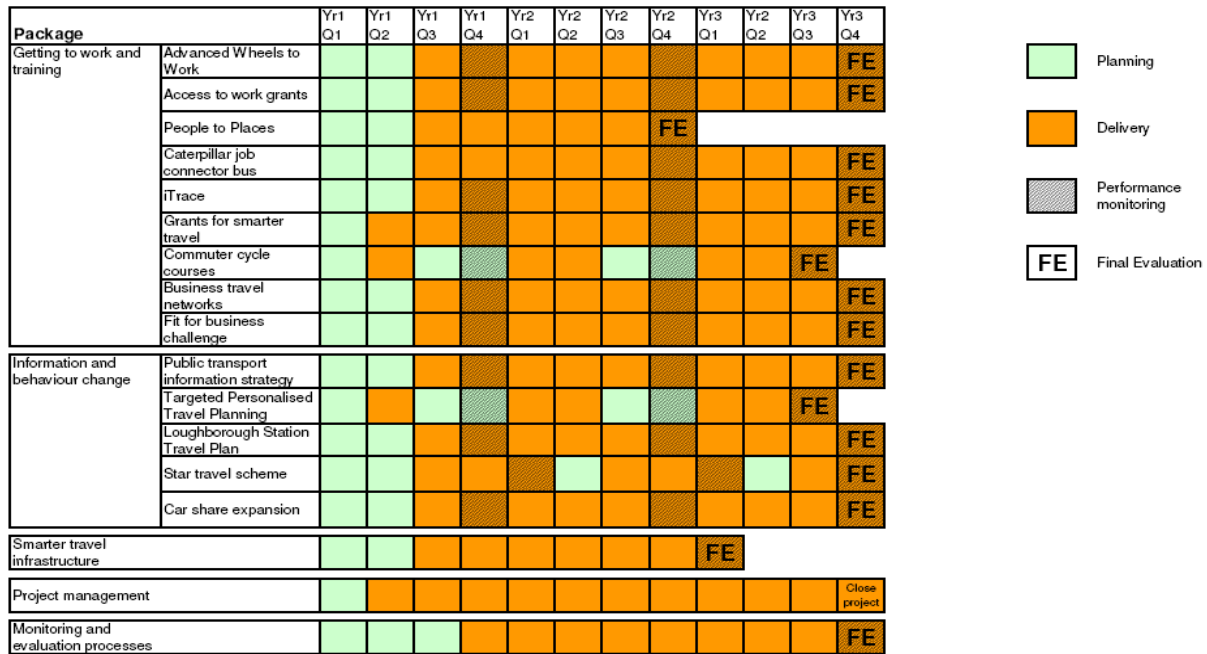 Yr1 Yr1 Yr1 Yr1 Yr2 Yr2 Yr2 Yr2 Yr3 Yr2 Yr3 Yr3
Package Q1 Q2 Q3 Q4 Q1 Q2 Q3 Q4 Q1 Q2 Q3 Q4
Getting to work and
training
Advanced Wheels to
Work FE
Access to work grants FE
People to Places FE
Caterpillar job
connector bus FE
iTrace FE
Grants for smarter
travel FE
Commuter cycle
courses FE
Business travel
networks FE
Fit for business
challenge FE
Information and
behaviour change
Public transport
information strategy FE
Targeted Personalised
Travel Planning FE
Loughborough Station
Travel Plan FE
Star travel scheme FE
Car share expansion FE
Smarter travel
infrastructure FE
Project management Close
project
Monitoring and
evaluation processes FE
Planning
Delivery
Performance
monitoring
FE Final Evaluation